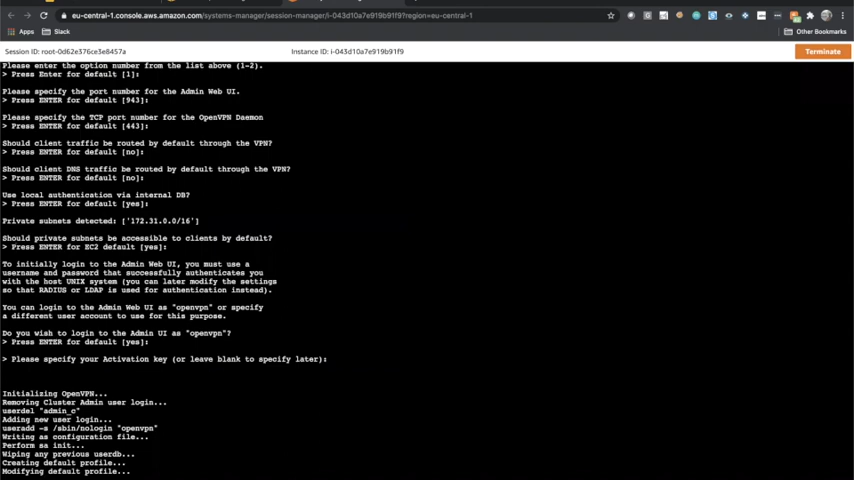 eu-central-1.console.aws.amazon.com/systems-manager/session-manager/i-043d10a7e919b91f9?region=eu-central-1
Apps
Slack
Other Bookmarks
Session ID: root-0d62e376ce3e8457a
Instance ID: i-043d10a7e919b91f9
Terminate
Please enter the option number from the list above (1-2).
> Press Enter for default [1]:
Please specify the port number for the Admin Web UI.
> Press ENTER for default [943]:
Please specify the TCP port number for the OpenVPN Daemon
> Press ENTER for default [443]:
Should client traffic be routed by default through the VPN?
> Press ENTER for default [no]:
Should client DNS traffic be routed by default through the VPN?
> Press ENTER for default [no]:
Use local authentication via internal DB?
> Press ENTER for default [yes]:
Private subnets detected: ['172.31.0.0/16']
Should private subnets be accessible to clients by default?
> Press ENTER for EC2 default [yes]:
To initially login to the Admin Web UI, you must use a
username and password that successfully authenticates you
with the host UNIX system (you can later modify the settings
so that RADIUS or LDAP is used for authentication instead).
You can login to the Admin Web UI as "openvpn" or specify
a different user account to use for this purpose.
Do you wish to login to the Admin UI as "openvpn"?
> Press ENTER for default [yes]:
> Please specify your Activation key (or leave blank to specify later):
Initializing OpenVPN...
Removing Cluster Admin user login...
userdel "admin_c"
Adding new user login...
useradd -s /sbin/nologin "openvpn"
Writing as configuration file...
Perform sa init...
Wiping any previous userdb...
Creating default profile...
Modifying default profile...